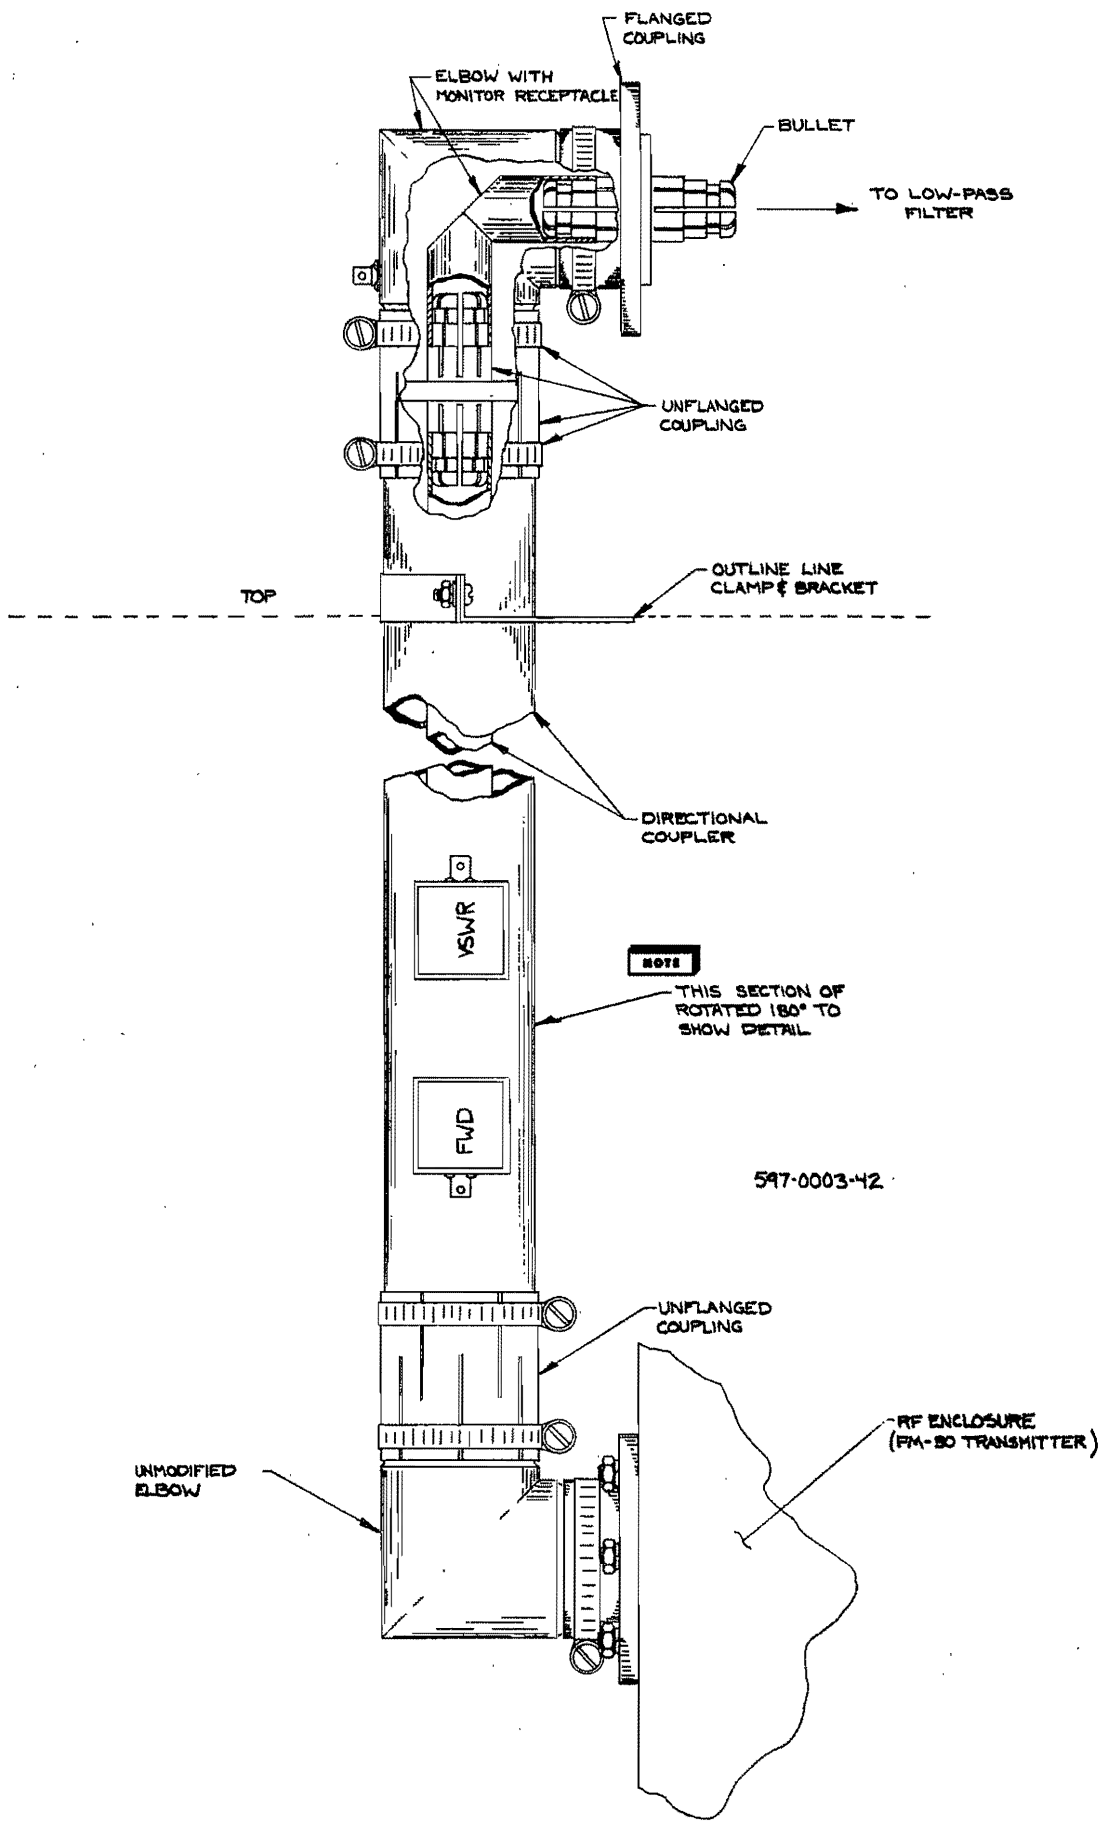 FLANGED
COUPLING
ELBOW WITH
MONITOR RECEPTACLE
BULLET
TO LOW-PASS
FILTER
UNFLANGED
COUPLING
OUTLINE LINE
CLAMP & BRACKET
TOP
DIRECTIONAL
COUPLER
VSWR
NOTE
THIS SECTION OF
ROTATED 180° TO
SHOW DETAIL
FWD
597-0003-42
UNFLANGED
COUPLING
RF ENCLOSURE
(FM-30 TRANSMITTER)
UNMODIFIED
ELBOW